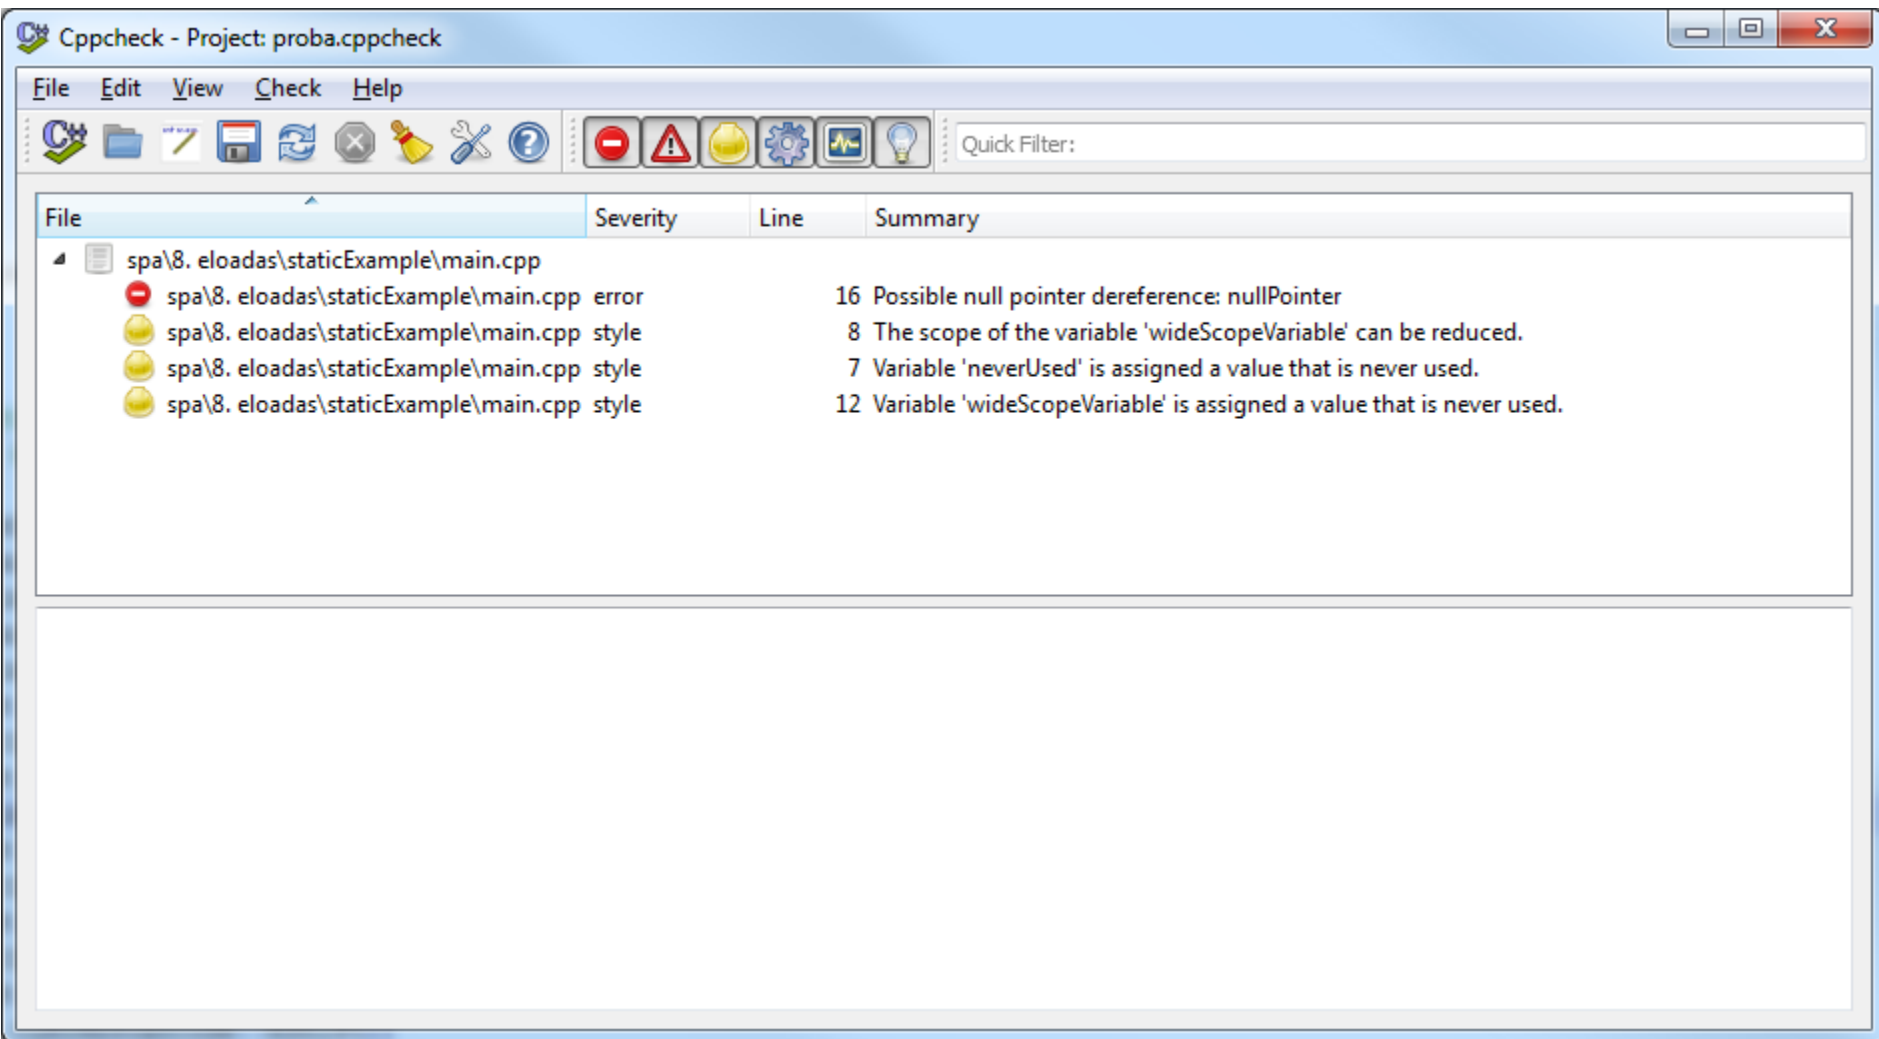 Cppcheck - Project: proba.cppcheck
File Edit View Check Help
Quick Filter:
File Severity Line Summary
spa\8. eloadas\staticExample\main.cpp
spa\8. eloadas\staticExample\main.cpp error 16 Possible null pointer dereference: nullPointer
spa\8. eloadas\staticExample\main.cpp style 8 The scope of the variable 'wideScopeVariable' can be reduced.
spa\8. eloadas\staticExample\main.cpp style 7 Variable 'neverUsed' is assigned a value that is never used.
spa\8. eloadas\staticExample\main.cpp style 12 Variable 'wideScopeVariable' is assigned a value that is never used.